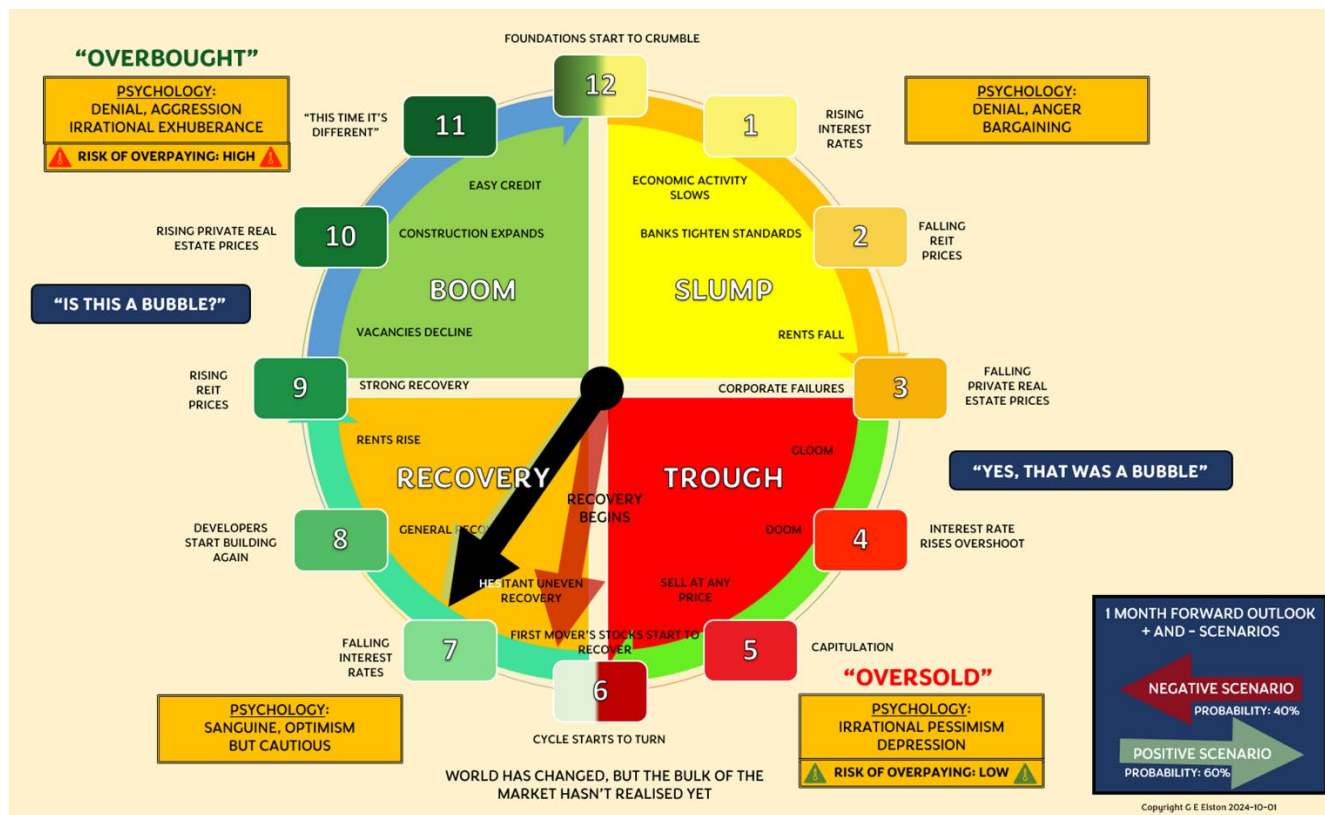 FOUNDATIONS START TO CRUMBLE
12
"OVERBOUGHT"
PSYCHOLOGY:
DENIAL, AGGRESSION
IRRATIONAL EXHUBERANCE
RISK OF OVERPAYING: HIGH
"THIS TIME IT'S
DIFFERENT"
11
1
RISING
INTEREST
RATES
PSYCHOLOGY:
DENIAL, ANGER
BARGAINING
EASY CREDIT
ECONOMIC ACTIVITY
SLOWS
RISING PRIVATE REAL
ESTATE PRICES
10
CONSTRUCTION EXPANDS
BANKS TIGHTEN STANDARDS
2
FALLING
REIT
PRICES
BOOM
SLUMP
"IS THIS A BUBBLE?"
VACANCIES DECLINE
RENTS FALL
RISING
REIT
PRICES
9
STRONG RECOVERY
CORPORATE FAILURES
3
FALLING
PRIVATE REAL
ESTATE PRICES
RENTS RISE
GLOOM
RECOVERY
TROUGH
"YES, THAT WAS A BUBBLE"
RECOVERY
BEGINS
DEVELOPERS
START BUILDING
AGAIN
8
GENERAL RECO
DOOM
4
INTEREST RATE
RISES OVERSHOOT
HESITANT UNEVEN
RECOVERY
SELL AT ANY
PRICE
FALLING
INTEREST
RATES
7
FIRST MOVER'S STOCKS START TO
RECOVER
5
CAPITULATION
6
"OVERSOLD"
PSYCHOLOGY:
SANGUINE, OPTIMISM
BUT CAUTIOUS
PSYCHOLOGY:
IRRATIONAL PESSIMISM
DEPRESSION
RISK OF OVERPAYING: LOW
CYCLE STARTS TO TURN
WORLD HAS CHANGED, BUT THE BULK OF THE
MARKET HASN'T REALISED YET
1 MONTH FORWARD OUTLOOK
+ AND - SCENARIOS
NEGATIVE SCENARIO
PROBABILITY: 40%
POSITIVE SCENARIO
PROBABILITY: 60%
Copyright G E Elston 2024-10-01